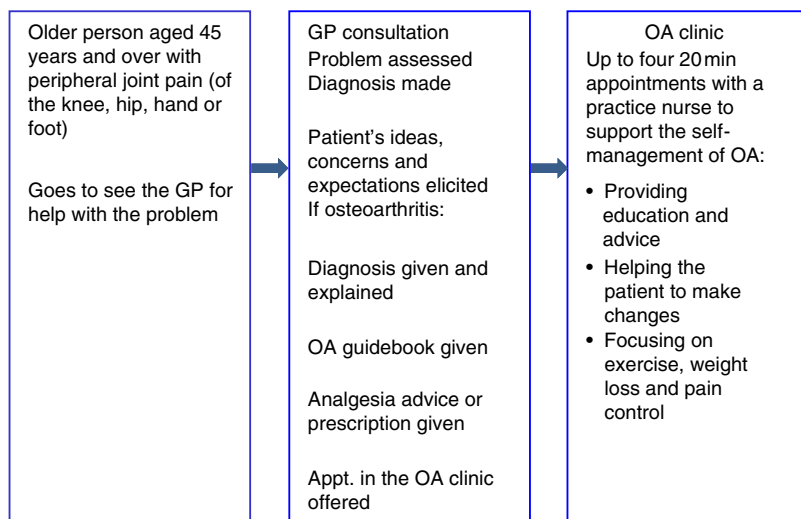 Older person aged 45
years and over with
peripheral joint pain (of
the knee, hip, hand or
foot)
Goes to see the GP for
help with the problem
GP consultation
Problem assessed
Diagnosis made
Patient's ideas,
concerns and
expectations elicited
If osteoarthritis:
Diagnosis given and
explained
OA guidebook given
Analgesia advice or
prescription given
Appt. in the OA clinic
offered
OA clinic
Up to four 20 min
appointments with a
practice nurse to
support the self-
management of OA:
• Providing
education and
advice
• Helping the
patient to make
changes
• Focusing on
exercise, weight
loss and pain
control